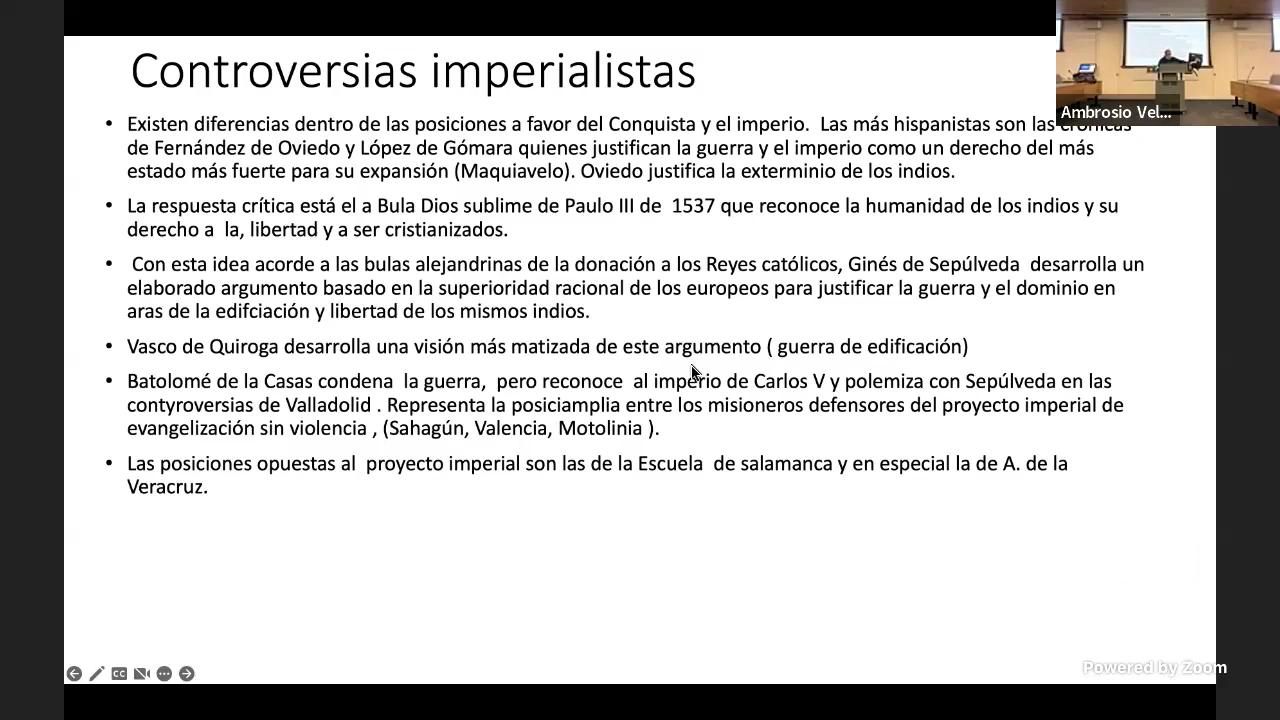 Controversias imperialistas
• Existen diferencias dentro de las posiciones a favor del Conquista y el imperio.  Las más hispanistas son las crónicas
de Fernández de Oviedo y López de Gómara quienes justifican la guerra y el imperio como un derecho del más
estado más fuerte para su expansión (Maquiavelo). Oviedo justifica la exterminio de los indios.
• La respuesta crítica está el a Bula Dios sublime de Paulo III de  1537 que reconoce la humanidad de los indios y su
derecho a  la, libertad y a ser cristianizados.
• Con esta idea acorde a las bulas alejandrinas de la donación a los Reyes católicos, Ginés de Sepúlveda  desarrolla un
elaborado argumento basado en la superioridad racional de los europeos para justificar la guerra y el dominio en
aras de la edifciación y libertad de los mismos indios.
• Vasco de Quiroga desarrolla una visión más matizada de este argumento ( guerra de edificación)
• Batolomé de la Casas condena  la guerra,  pero reconoce  al imperio de Carlos V y polemiza con Sepúlveda en las
contyroversias de Valladolid . Representa la posiciamplia entre los misioneros defensores del proyecto imperial de
evangelización sin violencia , (Sahagún, Valencia, Motolinia ).
• Las posiciones opuestas al  proyecto imperial son las de la Escuela  de salamanca y en especial la de A. de la
Veracruz.
Ambrosio Vel...
CC
Powered by Zoom